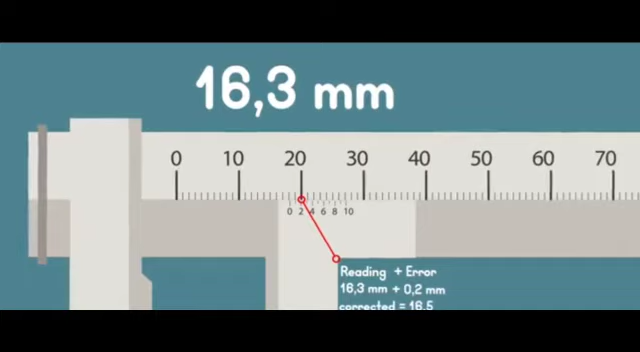 16,3 mm
0 10 20 30 40 50 60 70
0 2 4 6 8 10
Reading + Error
16,3 mm + 0,2 mm
corrected = 16.5